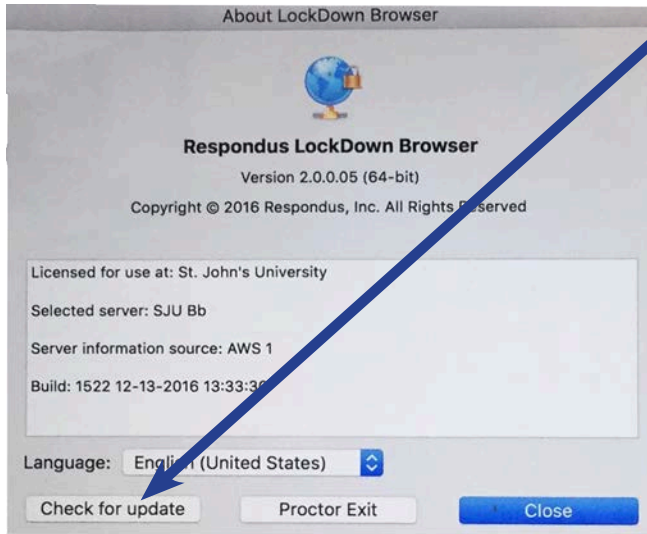 About LockDown Browser
Respondus LockDown Browser
Version 2.0.0.05 (64-bit)
Copyright © 2016 Respondus, Inc. All Rights Reserved
Licensed for use at: St. John's University
Selected server: SJU Bb
Server information source: AWS 1
Build: 1522 12-13-2016
Language: English (United States)
Check for update Proctor Exit Close